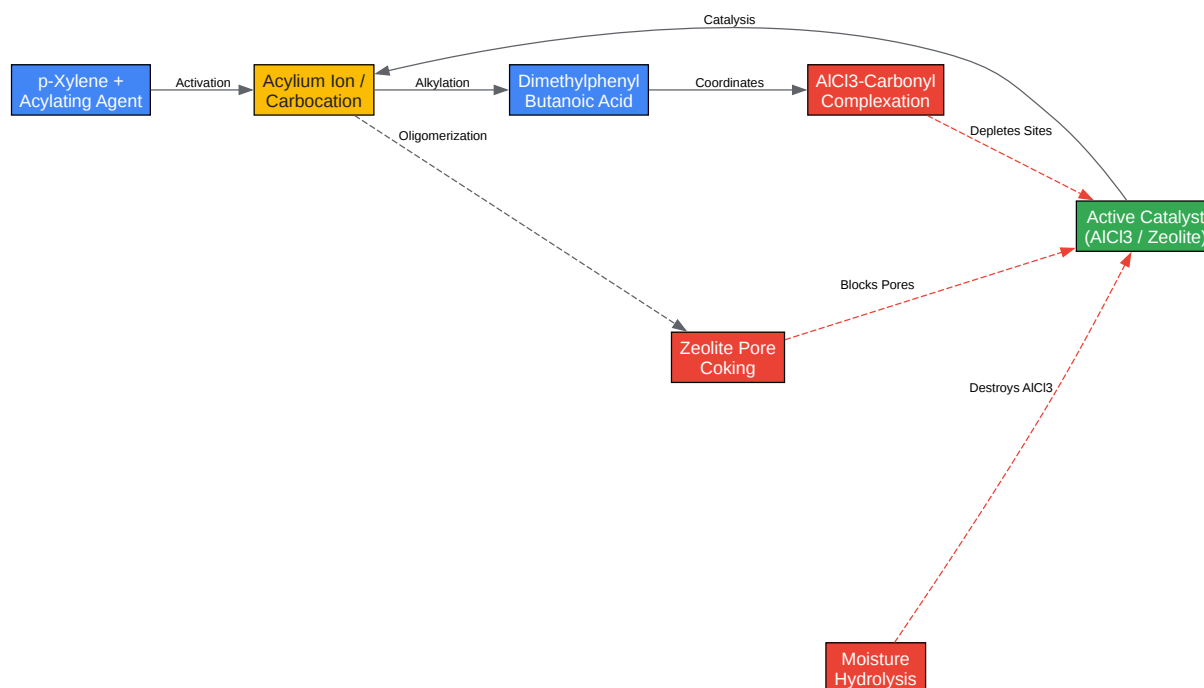 Catalysis
p-Xylene +
Acylating Agent
Activation
Acylium Ion /
Carbocation
Alkylation
Dimethylphenyl
Butanoic Acid
Coordinates
AlCl3-Carbonyl
Complexation
Oligomerization
Depletes Sites
Active Catalyst
(AlCl3 / Zeolite)
Blocks Pores
Zeolite Pore
Coking
Destroys AlCl3
Moisture
Hydrolysis